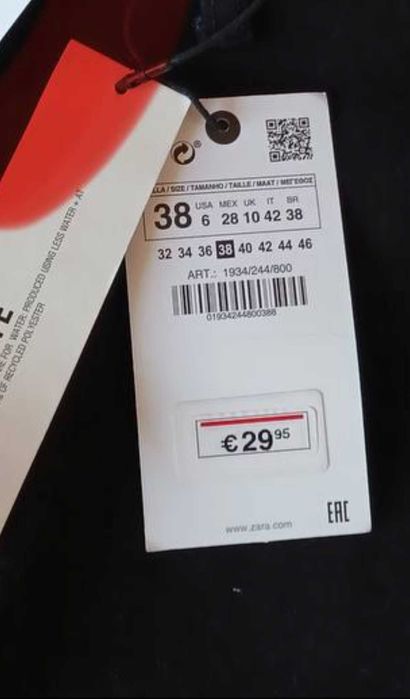 LLA / SIZE / TAMANHO / TAILLE / MAAT / ΜΕΓΕΘΟΣ
USA MEX UK IT BR
38 6 28 10 42 38
32 34 36 38 40 42 44 46
ART.: 1934/244/800
01934244800388
€ 29 95
www.zara.com
EAC
FOR WATER: PRODUCED USING LESS WATER + AT
OF RECYCLED POLYESTER